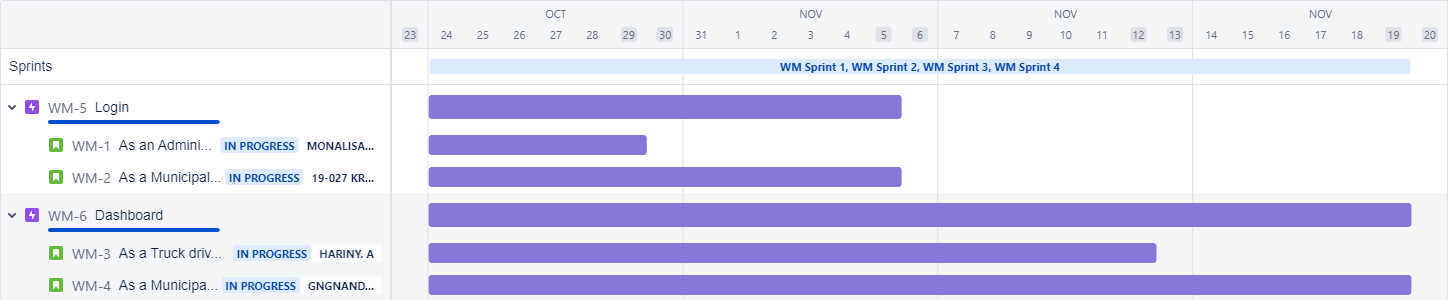 OCT NOV NOV NOV
23 24 25 26 27 28 29 30 31 1 2 3 4 5 6 7 8 9 10 11 12 13 14 15 16 17 18 19 20
Sprints WM Sprint 1, WM Sprint 2, WM Sprint 3, WM Sprint 4
WM-5 Login
WM-1 As an Admini... IN PROGRESS MONALISA...
WM-2 As a Municipal... IN PROGRESS 19-027 KR...
WM-6 Dashboard
WM-3 As a Truck driv... IN PROGRESS HARINY. A
WM-4 As a Municipa... IN PROGRESS GNGNAND...